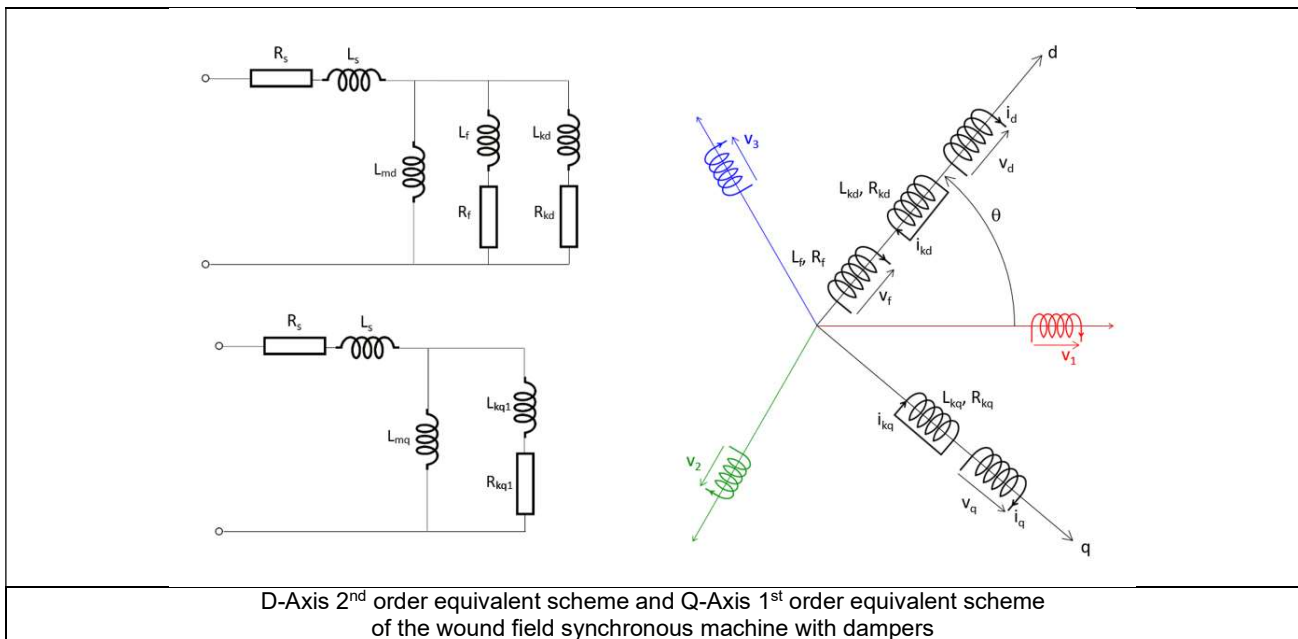 Rs
Ls
Lmd
Lf
Lkd
Rf
Rkd
Rs
Ls
Lmq
Lkq1
Rkq1
d
id
vd
v3
Lkd, Rkd
ikd
θ
Lf, Rf
vf
v1
Lkq, Rkq
ikq
v2
vq
iq
q
D-Axis 2nd order equivalent scheme and Q-Axis 1st order equivalent scheme
of the wound field synchronous machine with dampers